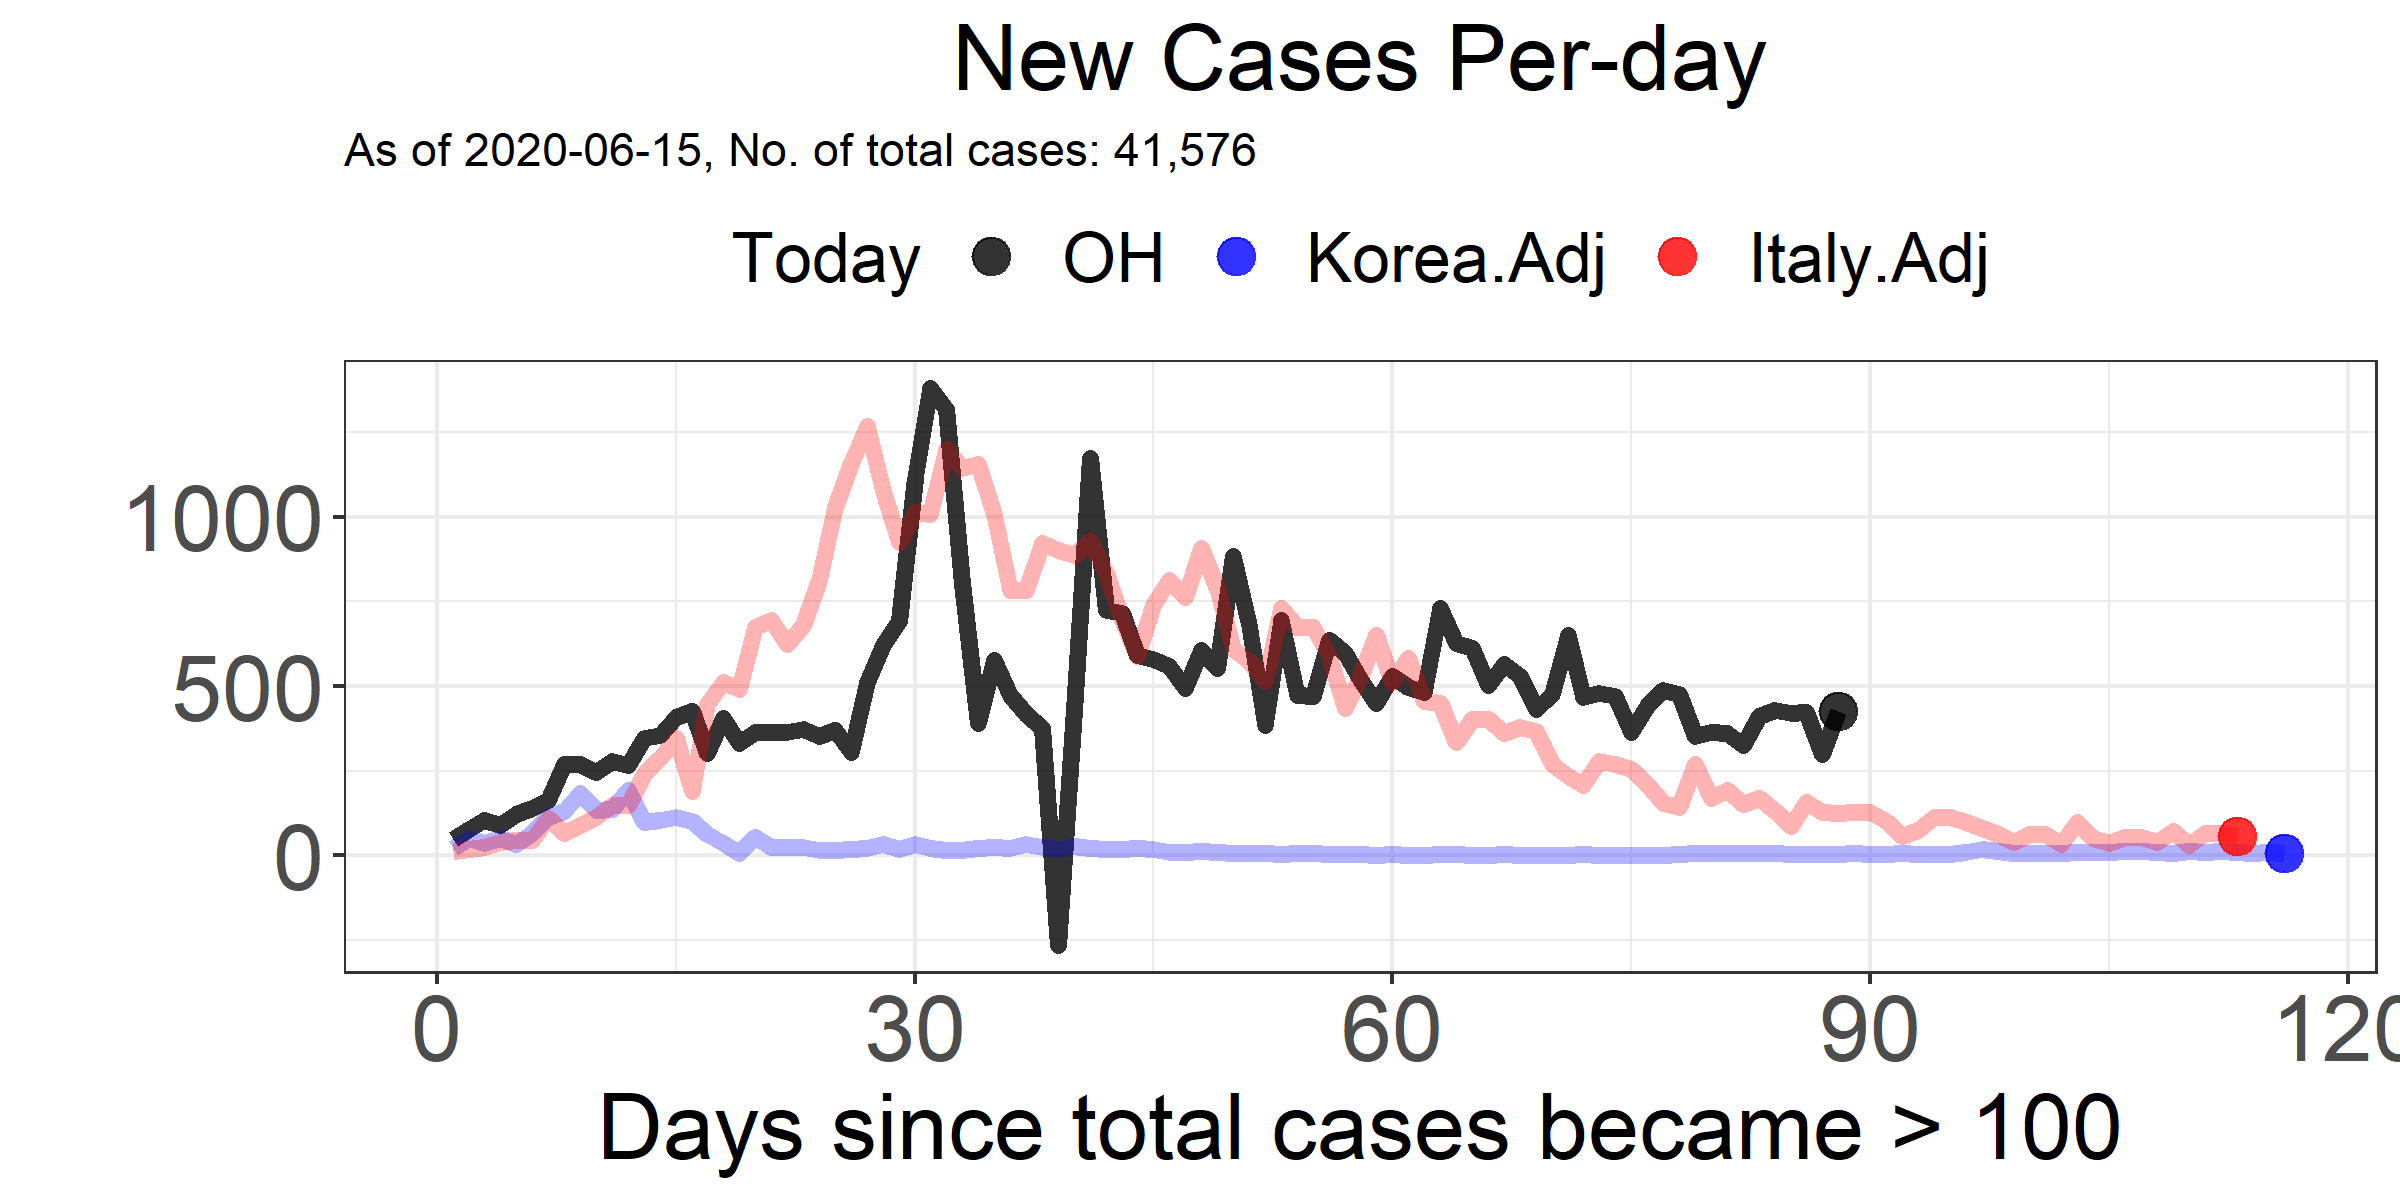 New Cases Per-day
As of 2020-06-15, No. of total cases: 41,576
Today OH Korea.Adj Italy.Adj
1000
500
0
0 30 60 90 120
Days since total cases became > 100